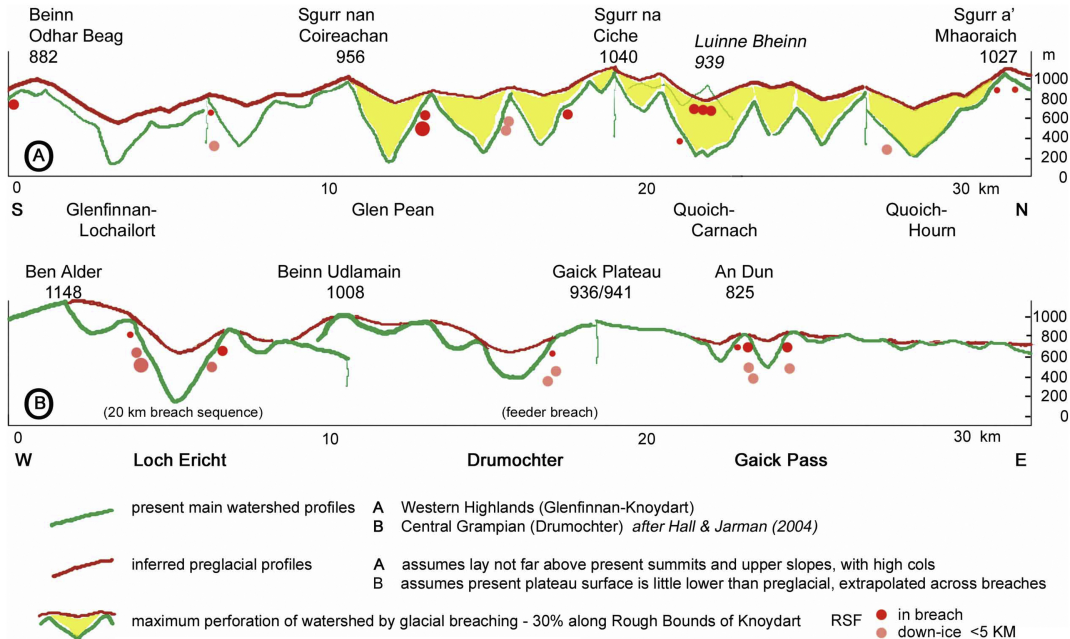 Beinn
Odhar Beag
882
Sgurr nan
Coireachan
956
Sgurr na
Ciche
1040
Luinne Bheinn
939
Sgurr a'
Mhaoraich
1027
m
1000
800
600
400
200
0
A
0 10 20 30 km
S Glenfinnan-
Lochailort
Glen Pean
Quoich-
Carnach
Quoich-
Hourn
N
Ben Alder
1148
Beinn Udlamain
1008
Gaick Plateau
936/941
An Dun
825
1000
800
600
400
200
0
B
(20 km breach sequence) (feeder breach)
0 10 20 30 km
W Loch Ericht Drumochter Gaick Pass E
present main watershed profiles
A Western Highlands (Glenfinnan-Knoydart)
B Central Grampian (Drumochter) after Hall & Jarman (2004)
inferred preglacial profiles
A assumes lay not far above present summits and upper slopes, with high cols
B assumes present plateau surface is little lower than preglacial, extrapolated across breaches
maximum perforation of watershed by glacial breaching - 30% along Rough Bounds of Knoydart
RSF
in breach
down-ice <5 KM